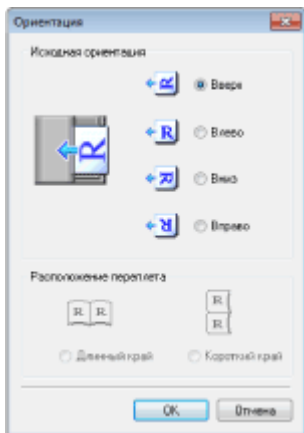 Ориентация
Исходная ориентация
R
Вверх
R
R
Влево
R
Вниз
R
Вправо
Расположение переплета
R R
R
R
Длинный край
Короткий край
OK
Отмена